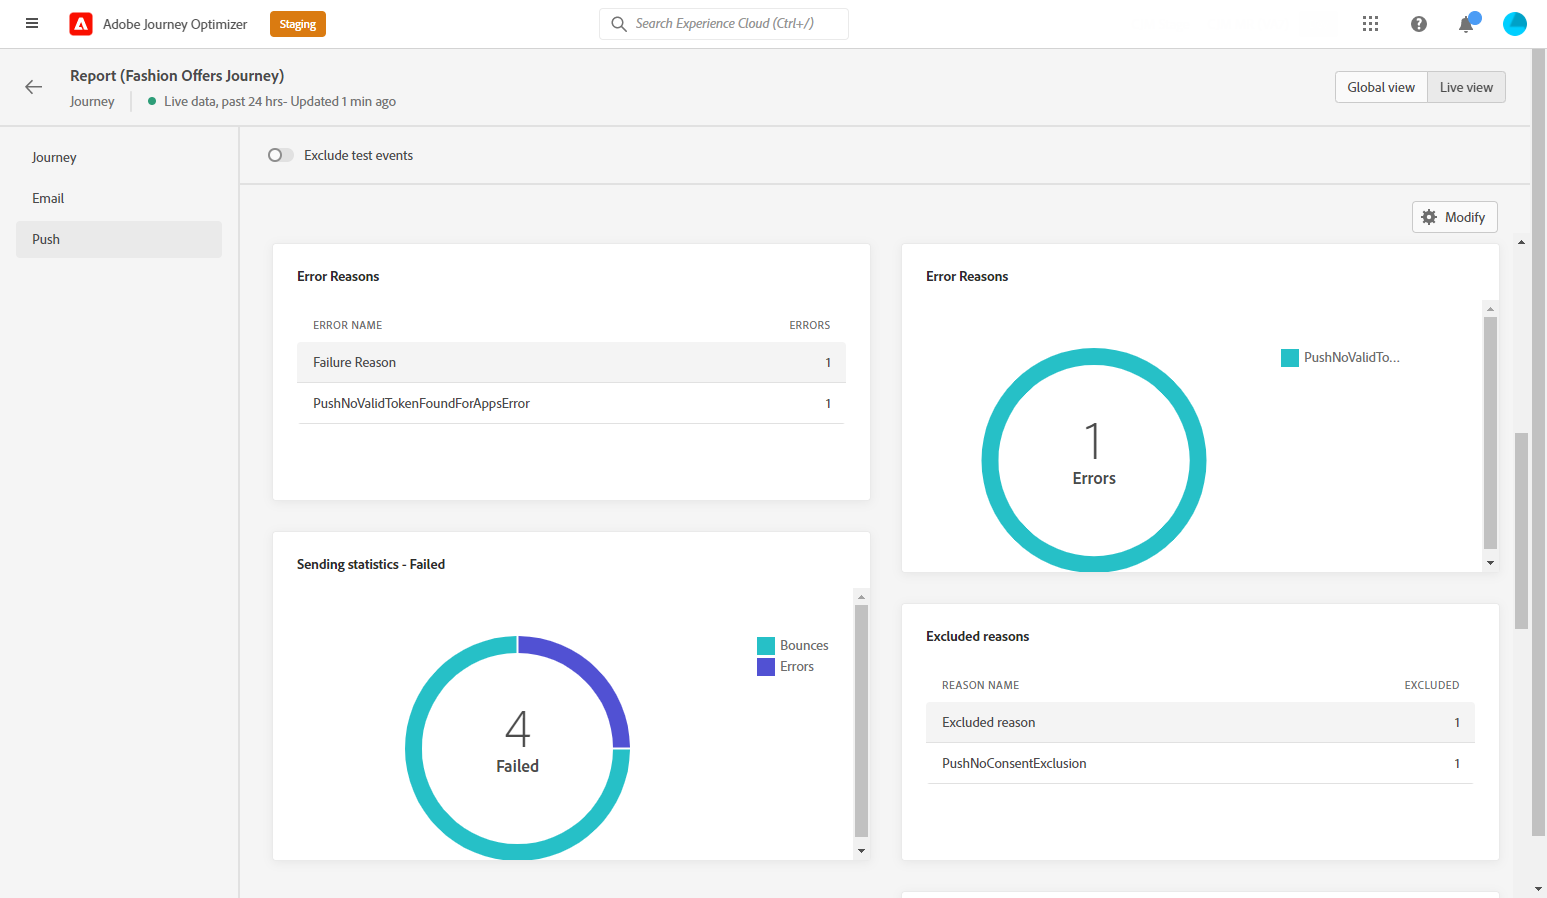 Adobe Journey Optimizer
Staging
Search Experience Cloud (Ctrl+/)
Report (Fashion Offers Journey)
Journey
Live data, past 24 hrs- Updated 1 min ago
Global view
Live view
Journey
Email
Push
Exclude test events
Modify
Error Reasons
ERROR NAME ERRORS
Failure Reason 1
PushNoValidTokenFoundForAppsError 1
Error Reasons
PushNoValidTo...
1
Errors
Sending statistics - Failed
Bounces
Errors
4
Failed
Excluded reasons
REASON NAME EXCLUDED
Excluded reason 1
PushNoConsentExclusion 1